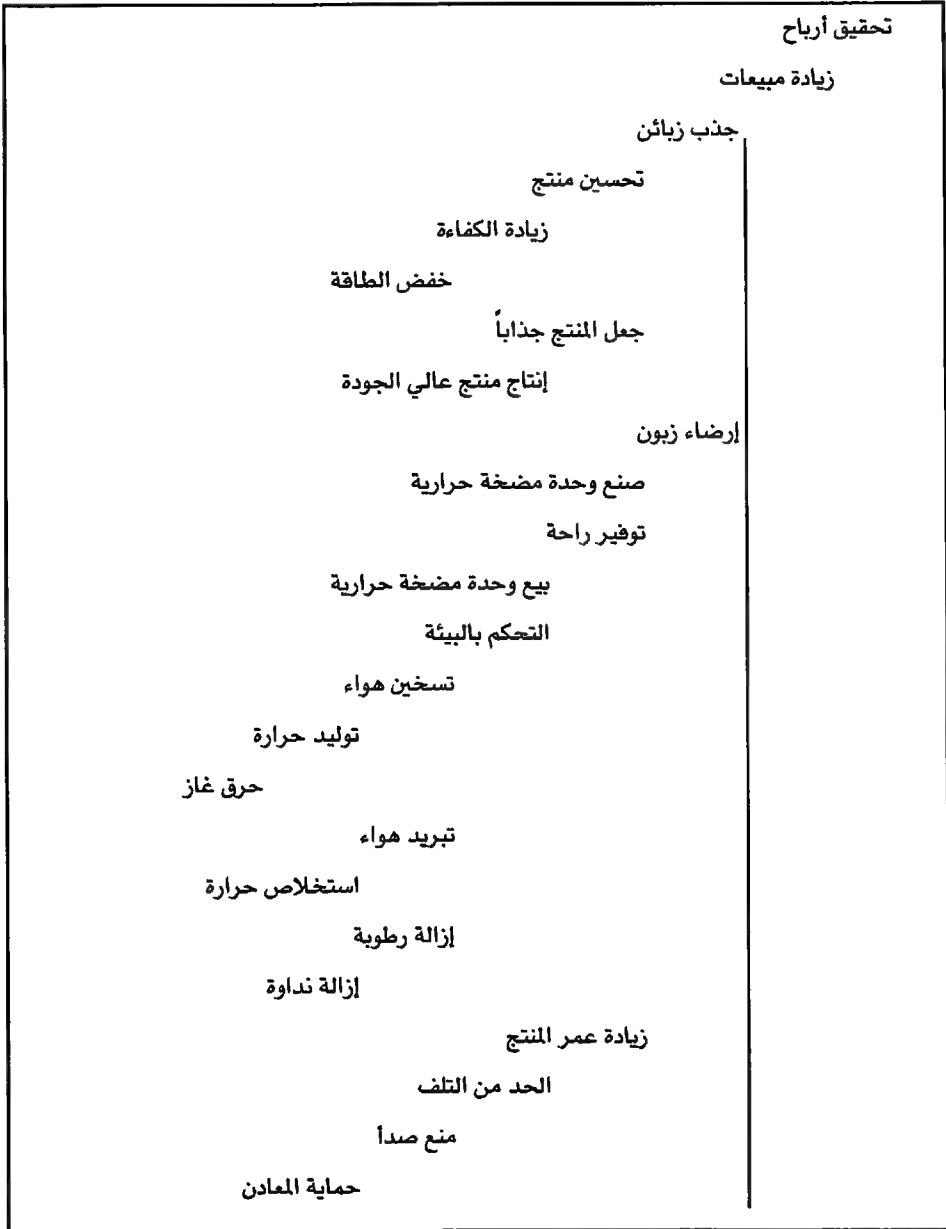 تحقيق أرباح
زيادة مبيعات
جذب زبائن
تحسين منتج
زيادة الكفاءة
خفض الطاقة
جعل المنتج جذاباً
إنتاج منتج عالي الجودة
إرضاء زبون
صنع وحدة مضخة حرارية
توفير راحة
بيع وحدة مضخة حرارية
التحكم بالبيئة
تسخين هواء
توليد حرارة
حرق غاز
تبريد هواء
استخلاص حرارة
إزالة رطوبة
إزالة نداوة
زيادة عمر المنتج
الحد من التلف
منع صدأ
حماية المعادن